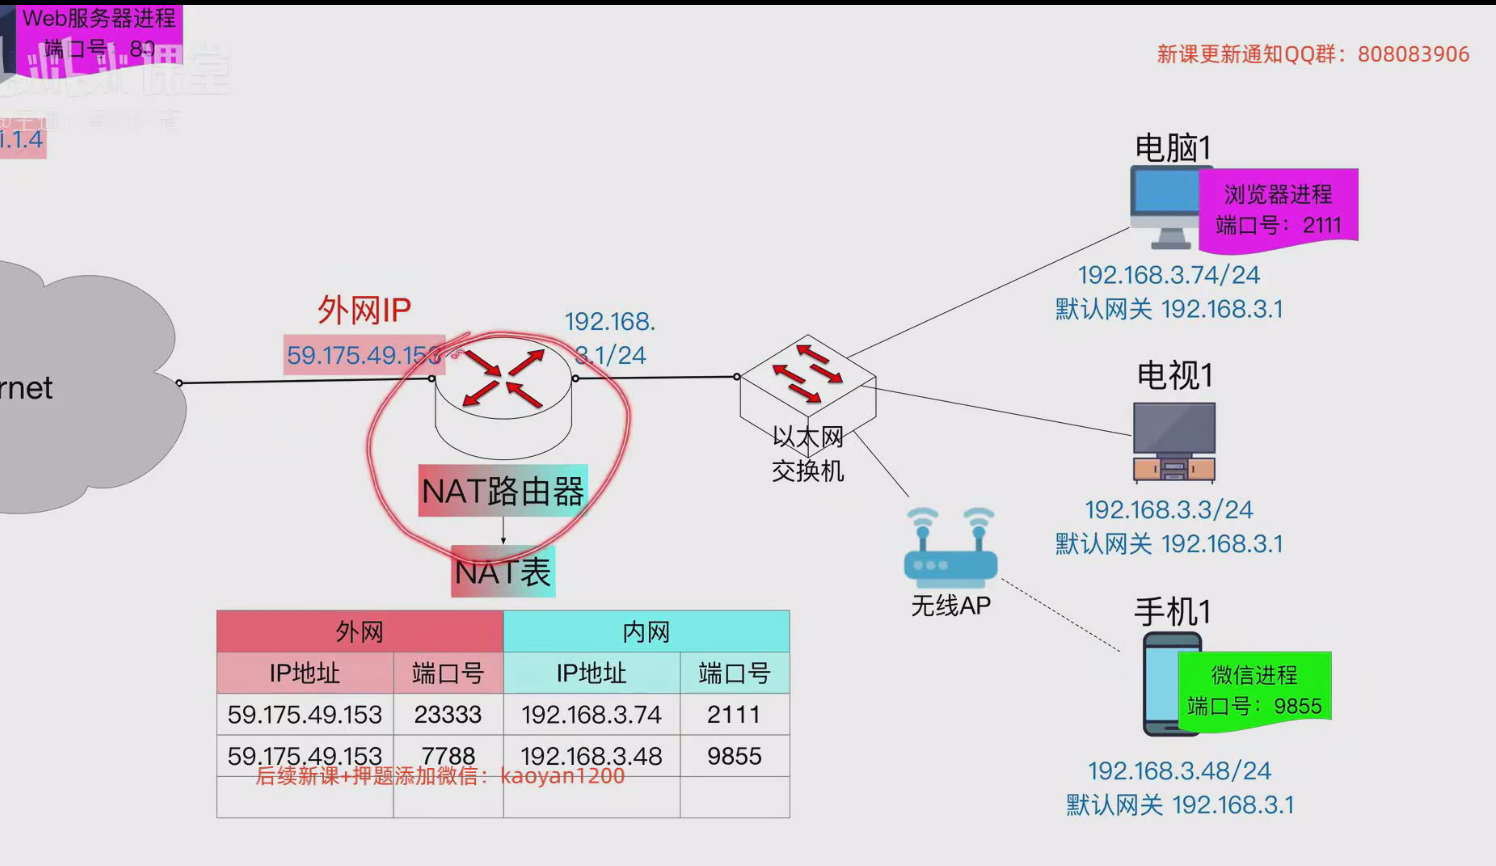 Web服务器进程
端口号：80
课堂
1.1.4
新课更新通知QQ群：808083906
电脑1
浏览器进程
端口号：2111
192.168.3.74/24
默认网关 192.168.3.1
外网IP
59.175.49.153
192.168.
3.1/24
rnet
以太网
交换机
电视1
192.168.3.3/24
默认网关 192.168.3.1
NAT路由器
NAT表
无线AP
手机1
微信进程
端口号：9855
192.168.3.48/24
默认网关 192.168.3.1
外网 内网
IP地址 端口号 IP地址 端口号
59.175.49.153 23333 192.168.3.74 2111
59.175.49.153 7788 192.168.3.48 9855
后续新课+押题添加微信：kaoyan1200